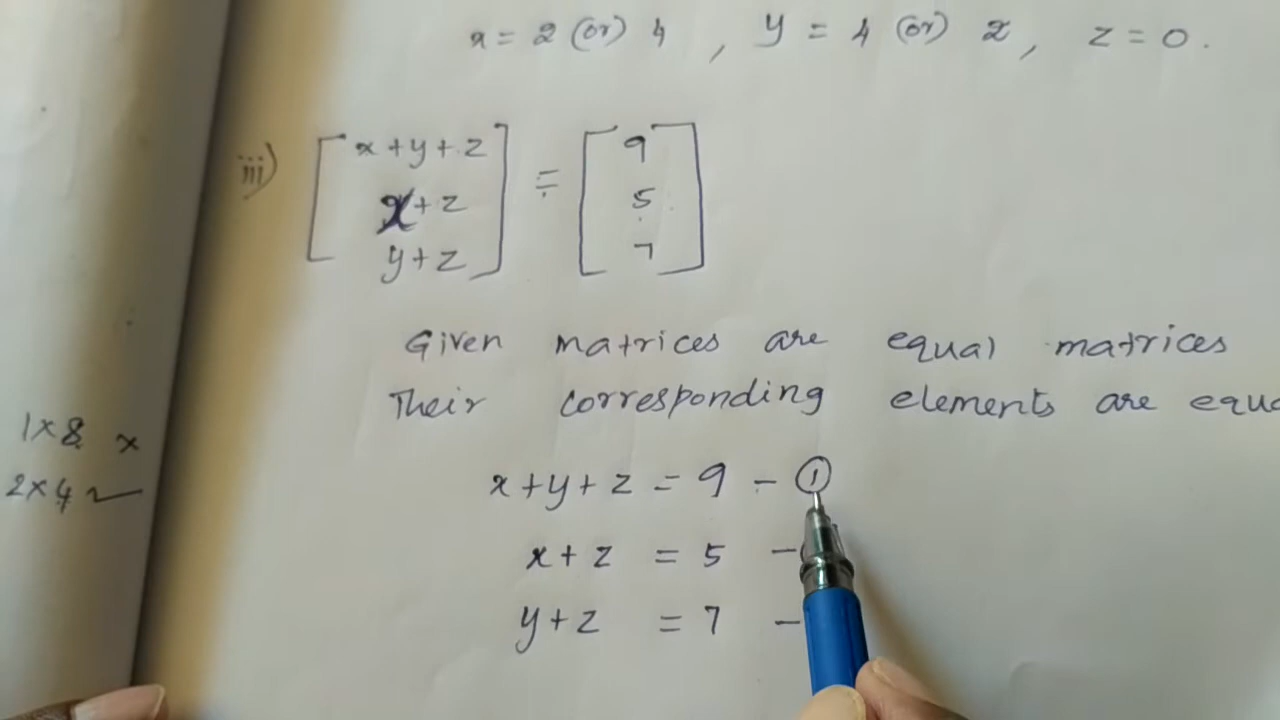 x = 2 (or) 4 , y = 4 (or) 2 , z = 0 .
iii) [ x+y+z ] = [ 9 ]
x+z 5
y+z 7
Given matrices are equal matrices
Their corresponding elements are
1×8 ×
x+y+z = 9 - ①
2×4 ✓
x+z = 5 -
y+z = 7 -